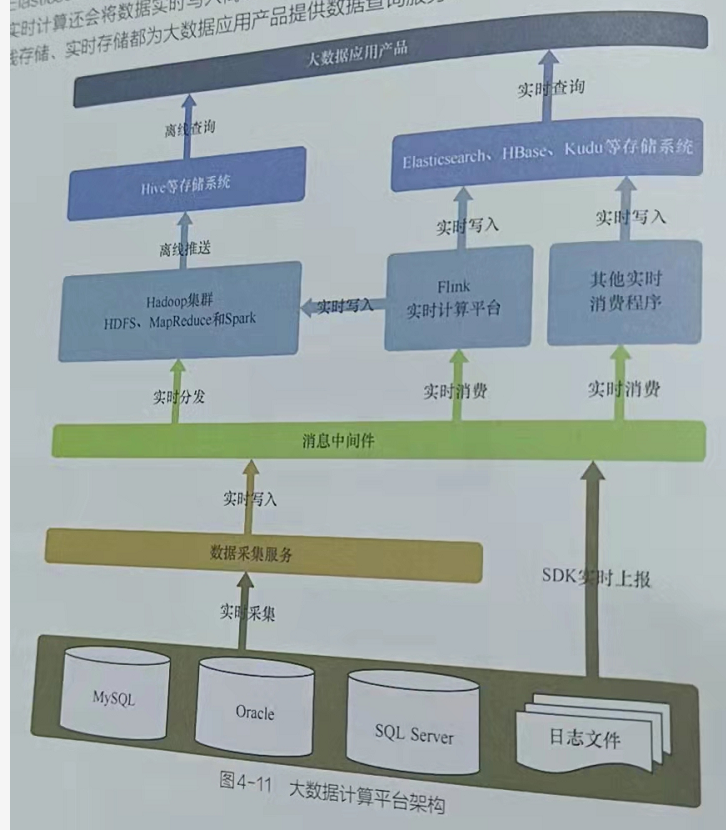 实时计算还会将数据实时写入
线存储、实时存储都为大数据应用产品提供数据查询服务
大数据应用产品
离线查询
实时查询
Hive等存储系统
Elasticsearch、HBase、Kudu等存储系统
离线推送
实时写入
实时写入
Hadoop集群
HDFS、MapReduce和Spark
实时写入
Flink
实时计算平台
其他实时
消费程序
实时分发
实时消费
实时消费
消息中间件
实时写入
数据采集服务
SDK实时上报
实时采集
MySQL
Oracle
SQL Server
日志文件
图4-11 大数据计算平台架构